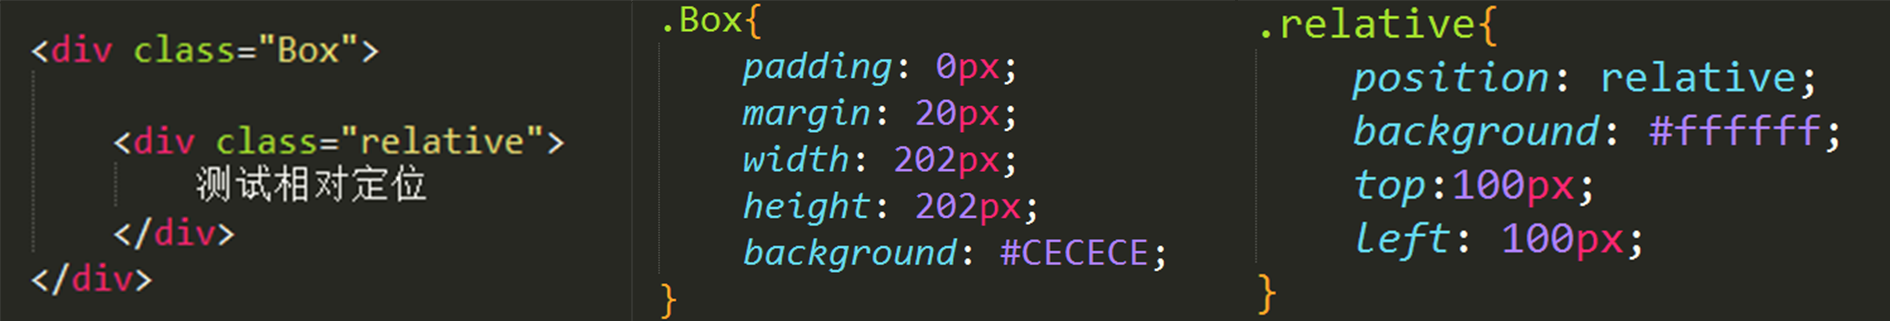 <div class="Box">
<div class="relative">
测试相对定位
</div>
</div>
.Box{
padding: 0px;
margin: 20px;
width: 202px;
height: 202px;
background: #CECECE;
}
.relative{
position: relative;
background: #ffffff;
top:100px;
left: 100px;
}